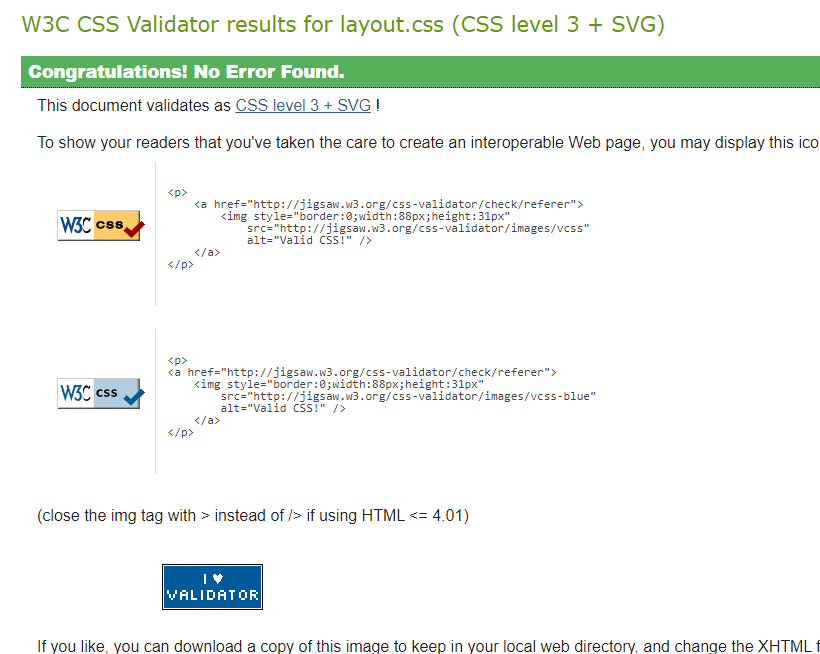 W3C CSS Validator results for layout.css (CSS level 3 + SVG)
Congratulations! No Error Found.
This document validates as CSS level 3 + SVG !
To show your readers that you've taken the care to create an interoperable Web page, you may display this ico
<p>
<a href="http://jigsaw.w3.org/css-validator/check/referer">
<img style="border:0;width:88px;height:31px"
W3C css
src="http://jigsaw.w3.org/css-validator/images/vcss"
alt="Valid CSS!" />
</a>
</p>
<p>
<a href="http://jigsaw.w3.org/css-validator/check/referer">
<img style="border:0;width:88px;height:31px"
W3C css
src="http://jigsaw.w3.org/css-validator/images/vcss-blue"
alt="Valid CSS!" />
</a>
</p>
(close the img tag with > instead of /> if using HTML <= 4.01)
I ♥
VALIDATOR
If you like, you can download a copy of this image to keep in your local web directory, and change the XHTML f